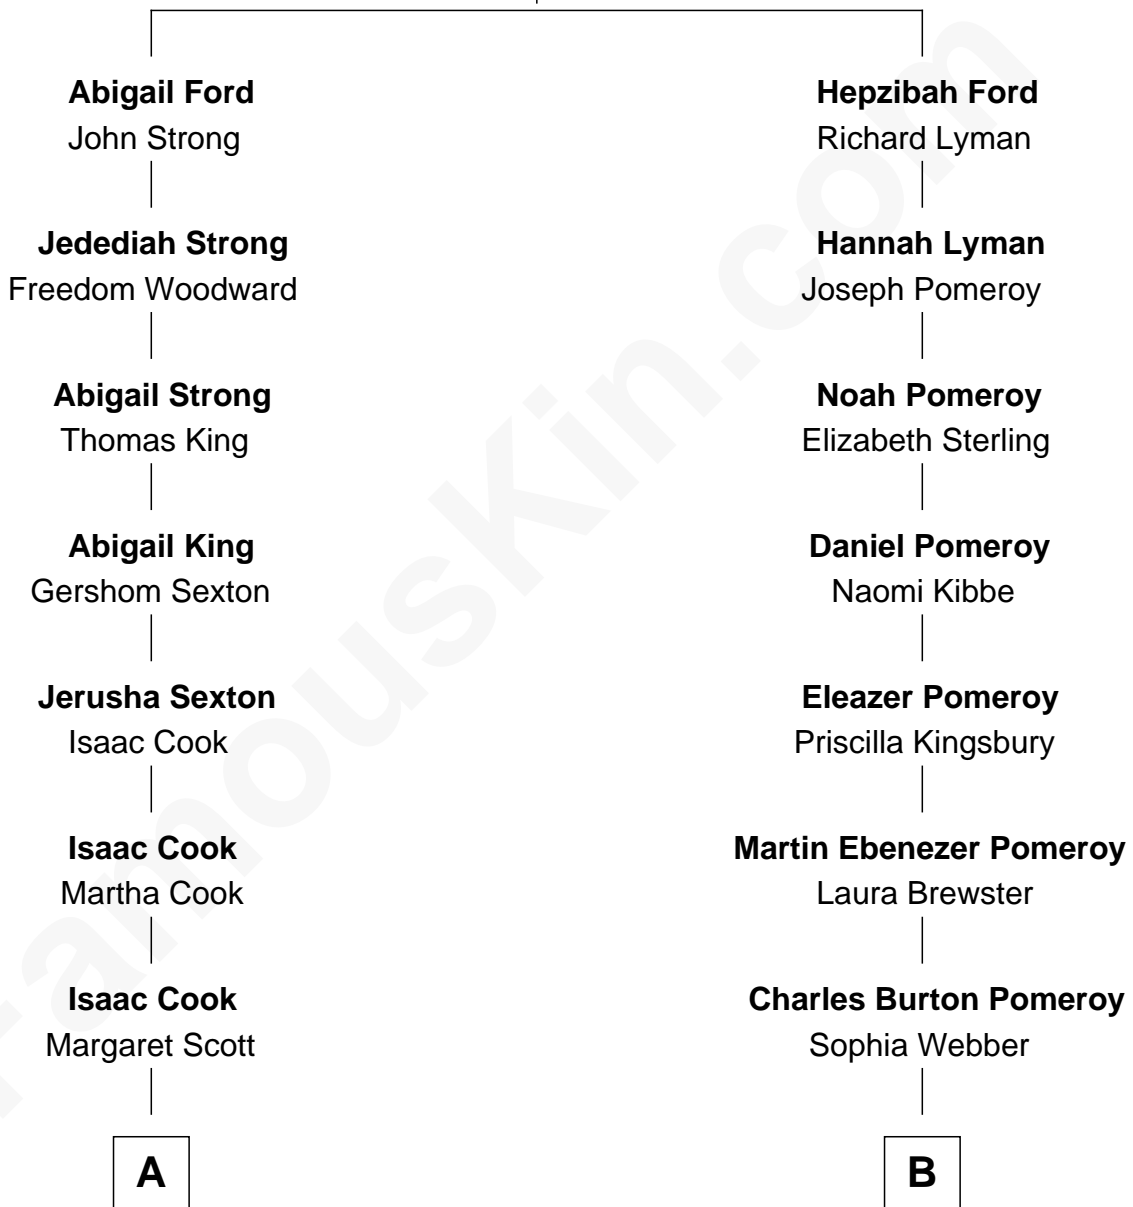 Abigail Ford
John Strong
Hepzibah Ford
Richard Lyman
Jedediah Strong
Freedom Woodward
Hannah Lyman
Joseph Pomeroy
Abigail Strong
Thomas King
Noah Pomeroy
Elizabeth Sterling
Abigail King
Gershom Sexton
Daniel Pomeroy
Naomi Kibbe
Jerusha Sexton
Isaac Cook
Eleazer Pomeroy
Priscilla Kingsbury
Isaac Cook
Martha Cook
Martin Ebenezer Pomeroy
Laura Brewster
Isaac Cook
Margaret Scott
Charles Burton Pomeroy
Sophia Webber
A
B
FamousKin.com